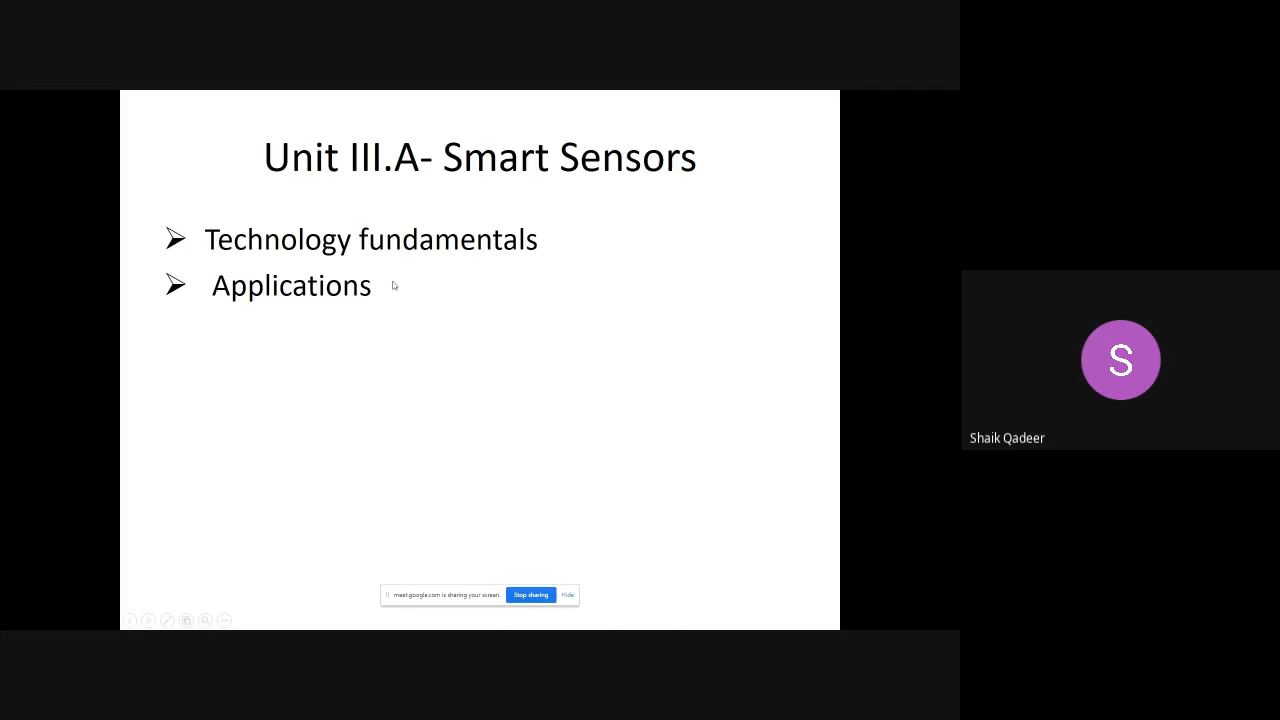 Unit III.A- Smart Sensors
Technology fundamentals
Applications
meet.google.com is sharing your screen.
Stop sharing
Hide
S
Shaik Qadeer